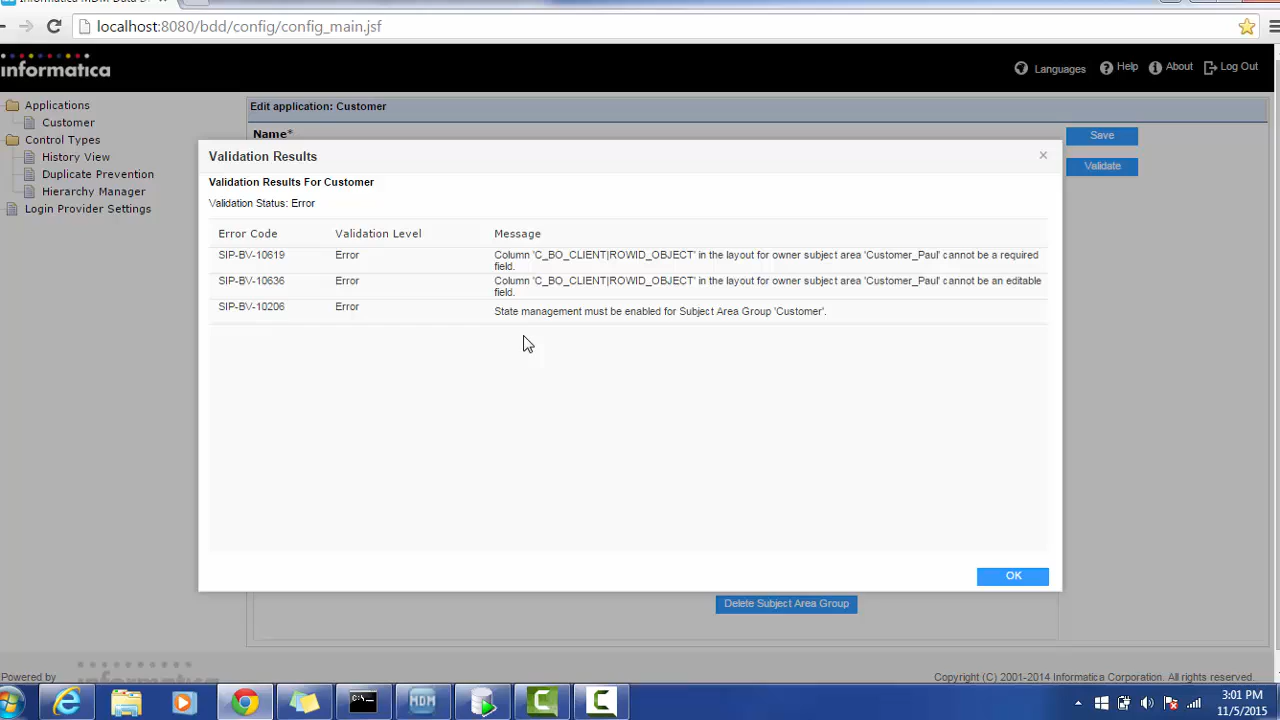 localhost:8080/bdd/config/config_main.jsf
informatica
Languages
Help
About
Log Out
Applications
Customer
Control Types
History View
Duplicate Prevention
Hierarchy Manager
Login Provider Settings
Edit application: Customer
Name*
Save
Validate
Validation Results
×
Validation Results For Customer
Validation Status: Error
Error Code Validation Level Message
SIP-BV-10619 Error Column 'C_BO_CLIENT|ROWID_OBJECT' in the layout for owner subject area 'Customer_Paul' cannot be a required
field.
SIP-BV-10636 Error Column 'C_BO_CLIENT|ROWID_OBJECT' in the layout for owner subject area 'Customer_Paul' cannot be an editable
field.
SIP-BV-10206 Error State management must be enabled for Subject Area Group 'Customer'.
OK
Delete Subject Area Group
Powered by
informatica
Copyright (C) 2001-2014 Informatica Corporation. All rights reserved.
C:\_
MDM
3:01 PM
11/5/2015